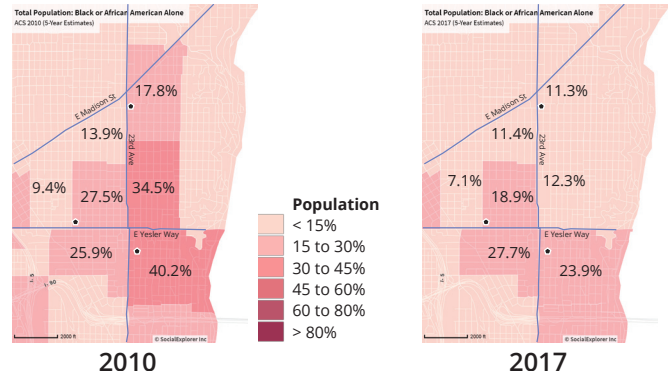 Total Population: Black or African American Alone
ACS 2010 (5-Year Estimates)
17.8%
E Madison St
13.9%
23rd Ave
9.4%
27.5%
34.5%
E Yesler Way
25.9%
40.2%
I- 5
I- 90
2000 ft
© SocialExplorer Inc
2010
Population
< 15%
15 to 30%
30 to 45%
45 to 60%
60 to 80%
> 80%
Total Population: Black or African American Alone
ACS 2017 (5-Year Estimates)
11.3%
E Madison St
11.4%
23rd Ave
7.1%
18.9%
12.3%
E Yesler Way
27.7%
23.9%
I- 5
I- 90
2000 ft
© SocialExplorer Inc
2017